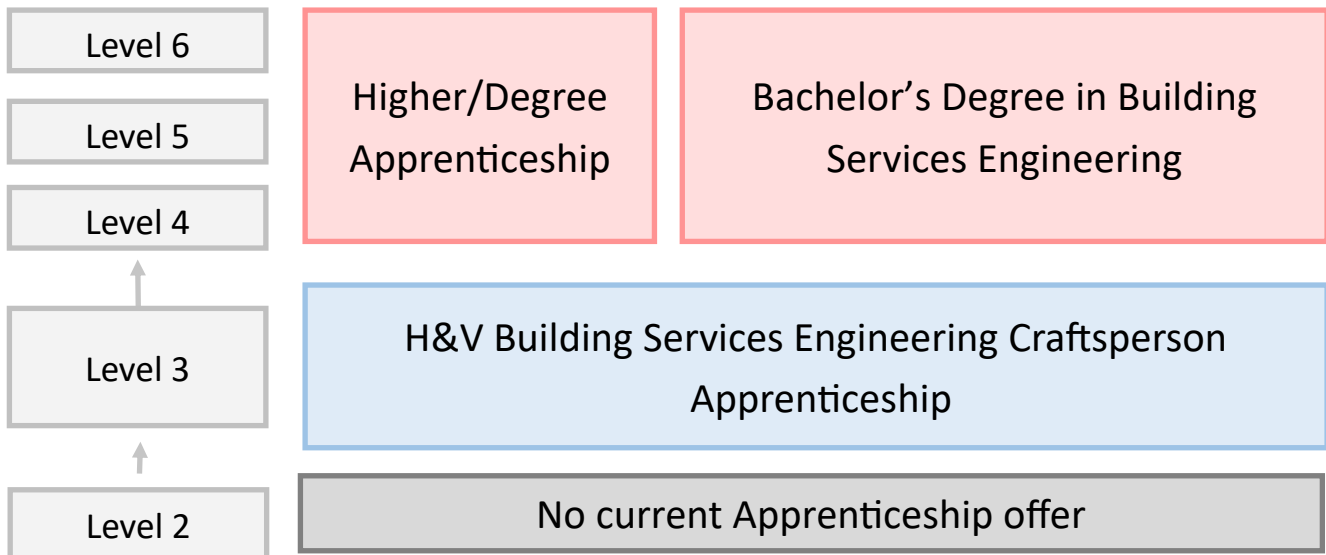 Level 6
Level 5
Level 4
Higher/Degree
Apprenticeship
Bachelor’s Degree in Building
Services Engineering
Level 3
H&V Building Services Engineering Craftsperson
Apprenticeship
Level 2
No current Apprenticeship offer